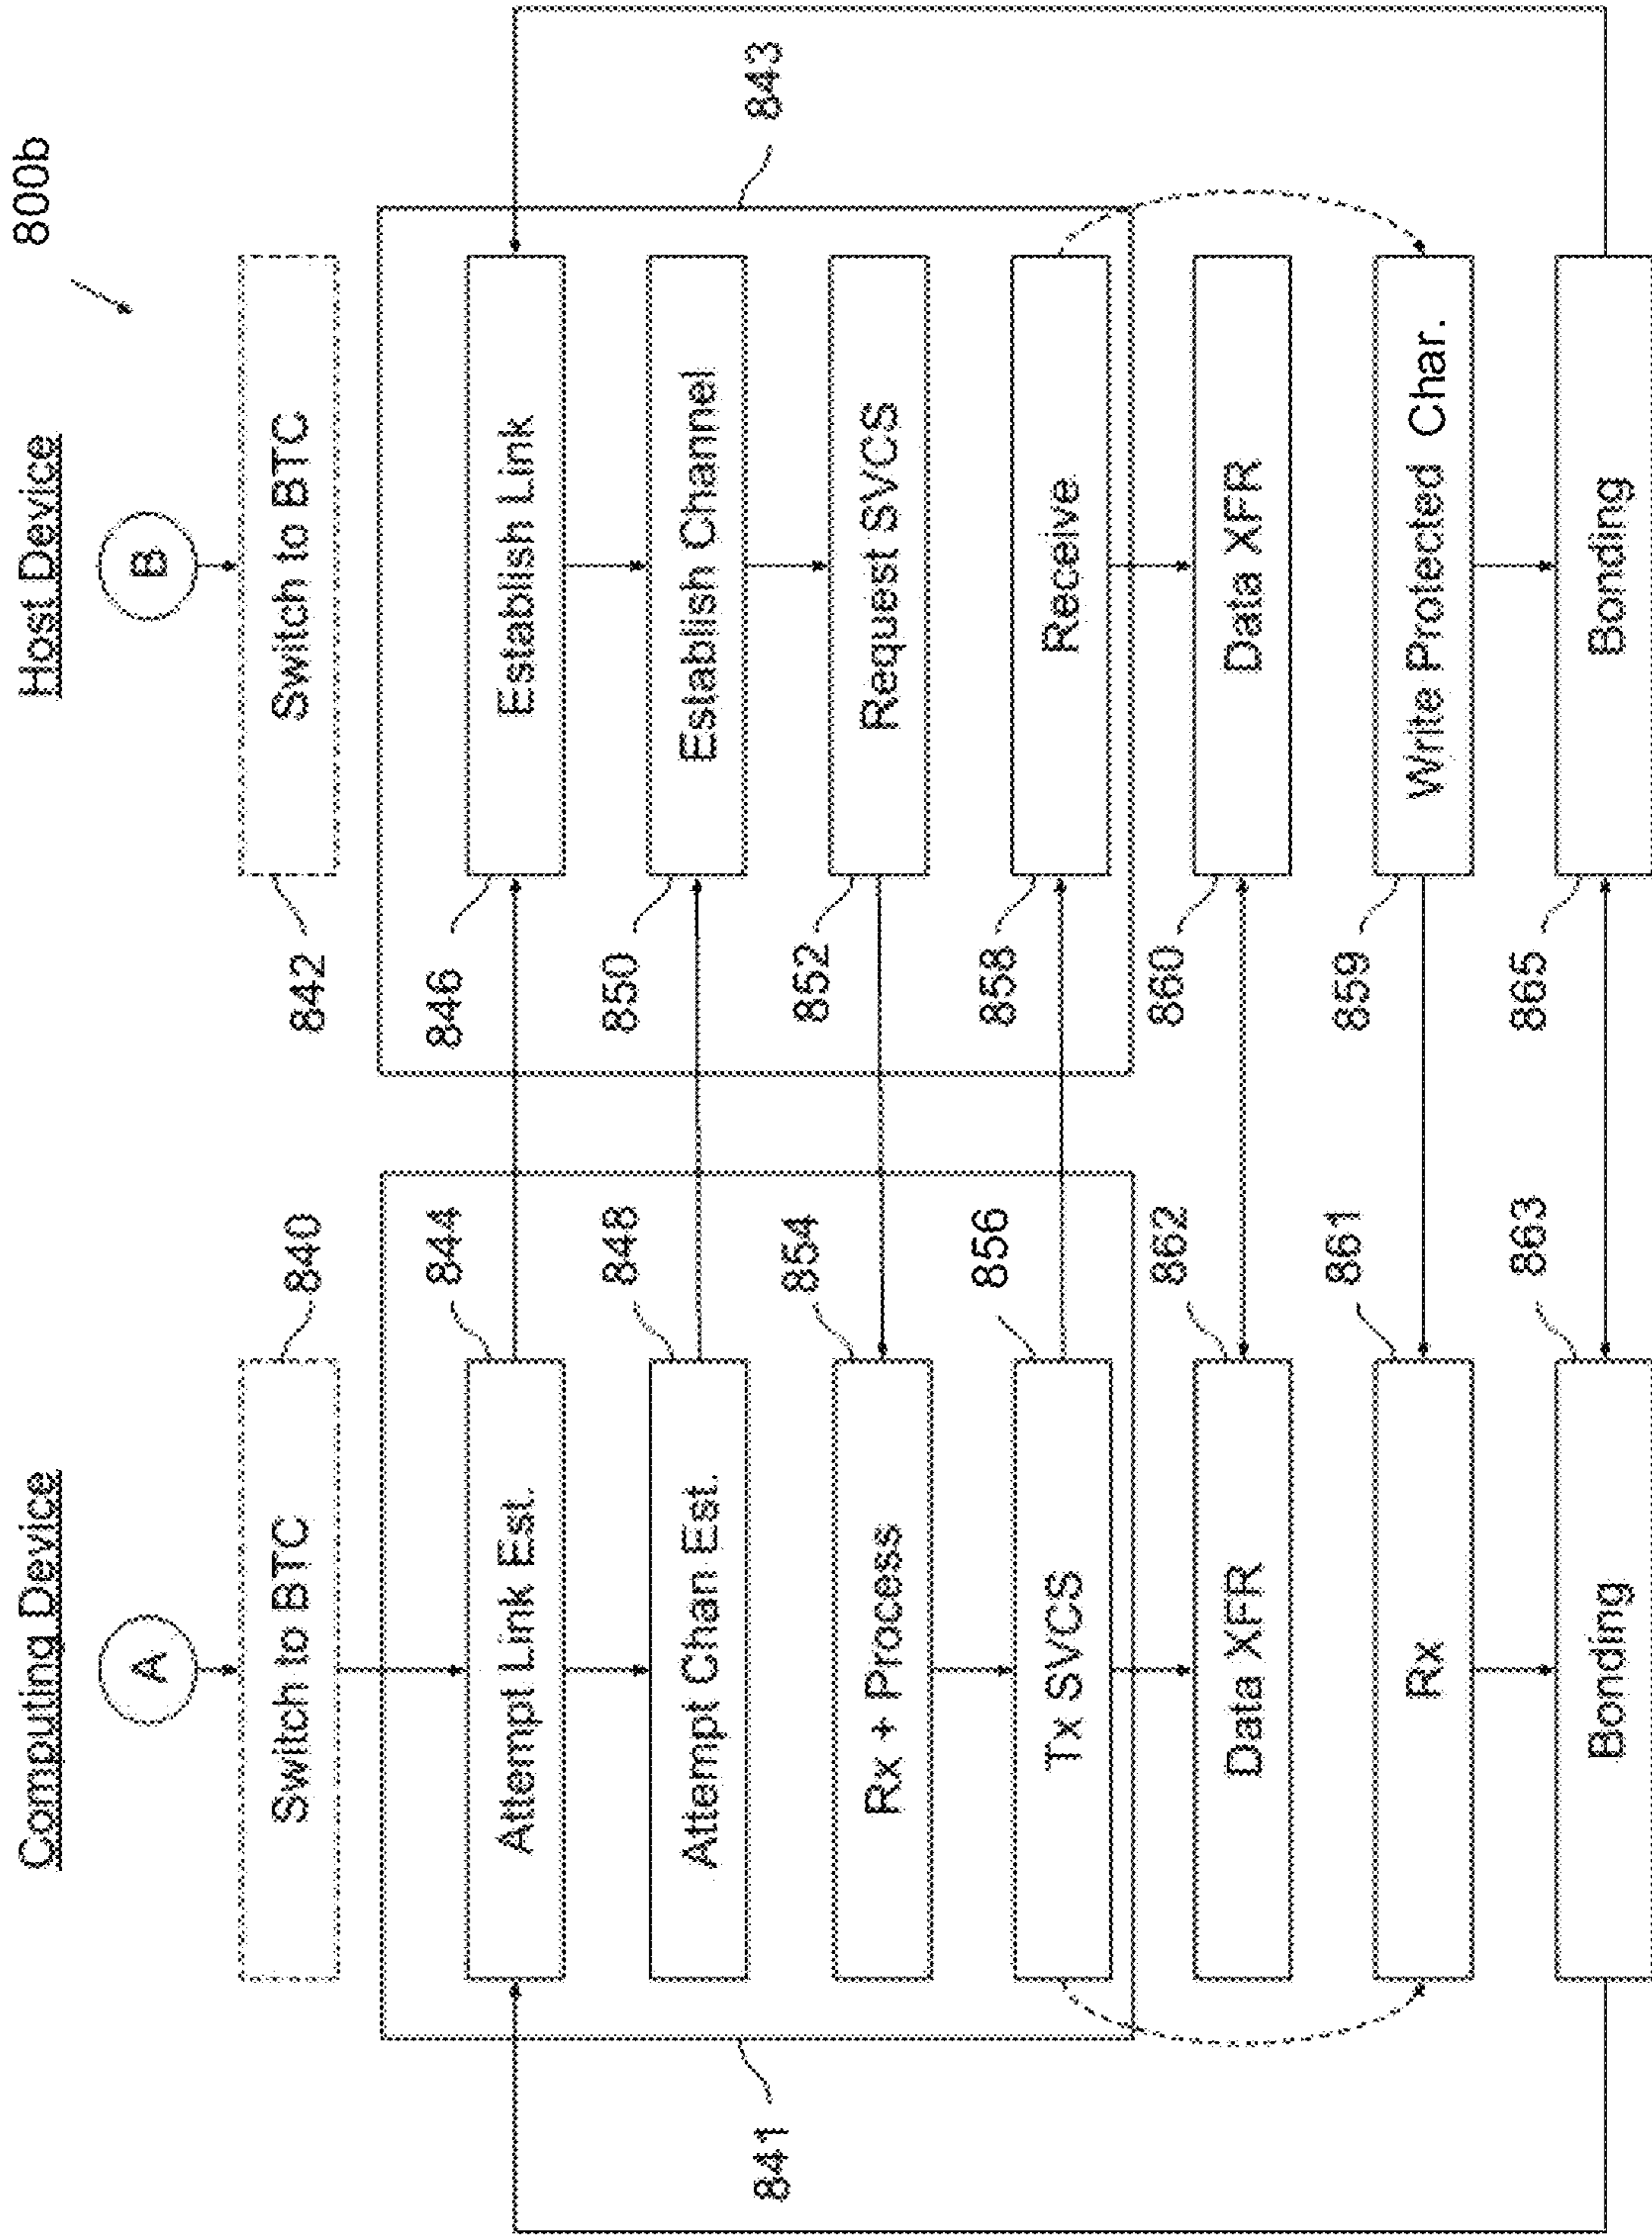 800b
Computing Device
Host Device
A
B
Switch to BTC
840
842
Switch to BTC
841
843
Attempt Link Est.
844
846
Establish Link
Attempt Chan Est.
848
850
Establish Channel
Rx + Process
854
852
Request SVCS
Tx SVCS
856
858
Receive
Data XFR
862
860
Data XFR
Rx
861
859
Write Protected Char.
Bonding
863
865
Bonding